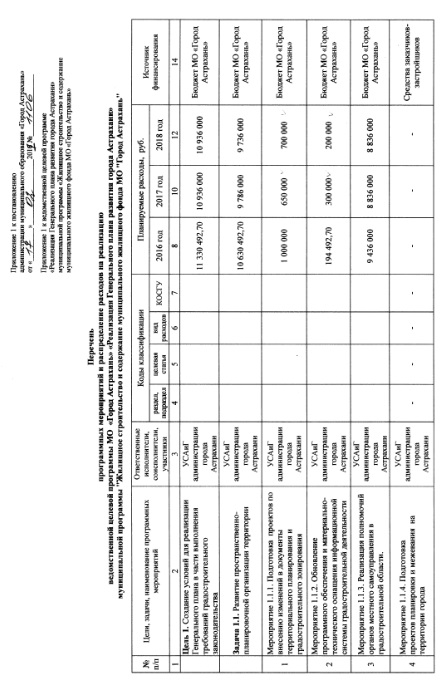 Приложение 1 к постановлению
администрации муниципального образования «Город Астрахань»
от « » 201 № 1106
Приложение 1 к ведомственной целевой программе
«Реализация Генерального плана развития города Астрахани»
муниципальной программы «Жилищное строительство и содержание
муниципального жилищного фонда МО «Город Астрахань»
Перечень
программных мероприятий и распределение расходов на реализацию
ведомственной целевой программы МО «Город Астрахань» «Реализация Генерального плана развития города Астрахани»
муниципальной программы "Жилищное строительство и содержание муниципального жилищного фонда МО "Город Астрахань"
№ п/п
Цели, задачи, наименование программных мероприятий
Ответственные исполнители, соисполнители, участники
Коды классификации
раздел, подраздел
целевая статья
вид расходов
КОСГУ
Планируемые расходы, руб.
2016 год
2017 год
2018 год
Источник финансирования
1 2 3 4 5 6 7 8 10 12 14
Цель 1. Создание условий для реализации
Генерального плана в части выполнения
требований градостроительного
законодательства
УСАиГ
администрации
города
Астрахани
11 330 492,70
10 936 000
10 936 000
Бюджет МО «Город
Астрахань»
Задача 1.1. Развитие пространственно-
планировочной организации территории
УСАиГ
администрации
города
Астрахани
10 630 492,70
9 786 000
9 736 000
Бюджет МО «Город
Астрахань»
1
Мероприятие 1.1.1. Подготовка проектов по
внесению изменений в документы
территориального планирования и
градостроительного зонирования
УСАиГ
администрации
города
Астрахани
1 000 000
650 000
700 000
Бюджет МО «Город
Астрахань»
2
Мероприятие 1.1.2. Обновление
программного обеспечения и материально-
технического оснащения информационной
системы градостроительной деятельности
УСАиГ
администрации
города
Астрахани
194 492,70
300 000
200 000
Бюджет МО «Город
Астрахань»
3
Мероприятие 1.1.3. Реализация полномочий
органов местного самоуправления в
градостроительной области.
УСАиГ
администрации
города
Астрахани
9 436 000
8 836 000
8 836 000
Бюджет МО «Город
Астрахань»
4
Мероприятие 1.1.4. Подготовка
проектов планировки и межевания на
территории города
УСАиГ
администрации
города Астрахани
- - - - - - -
Средства заказчиков-
застройщиков